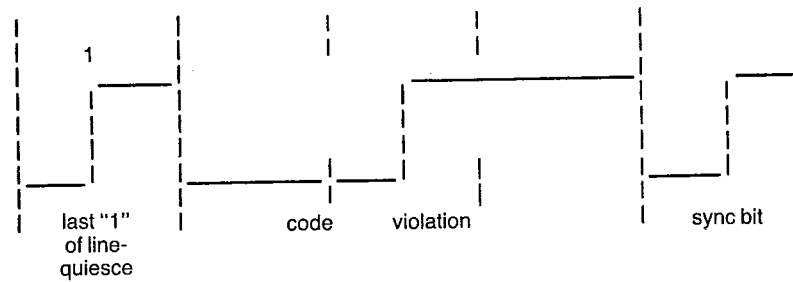 1
last "1"
of line-
quiesce
code violation
sync bit